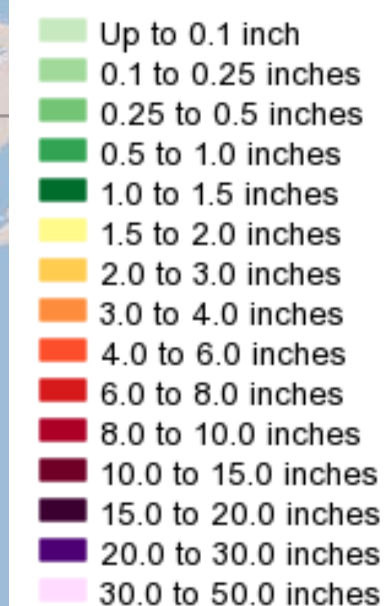 Up to 0.1 inch
0.1 to 0.25 inches
0.25 to 0.5 inches
0.5 to 1.0 inches
1.0 to 1.5 inches
1.5 to 2.0 inches
2.0 to 3.0 inches
3.0 to 4.0 inches
4.0 to 6.0 inches
6.0 to 8.0 inches
8.0 to 10.0 inches
10.0 to 15.0 inches
15.0 to 20.0 inches
20.0 to 30.0 inches
30.0 to 50.0 inches